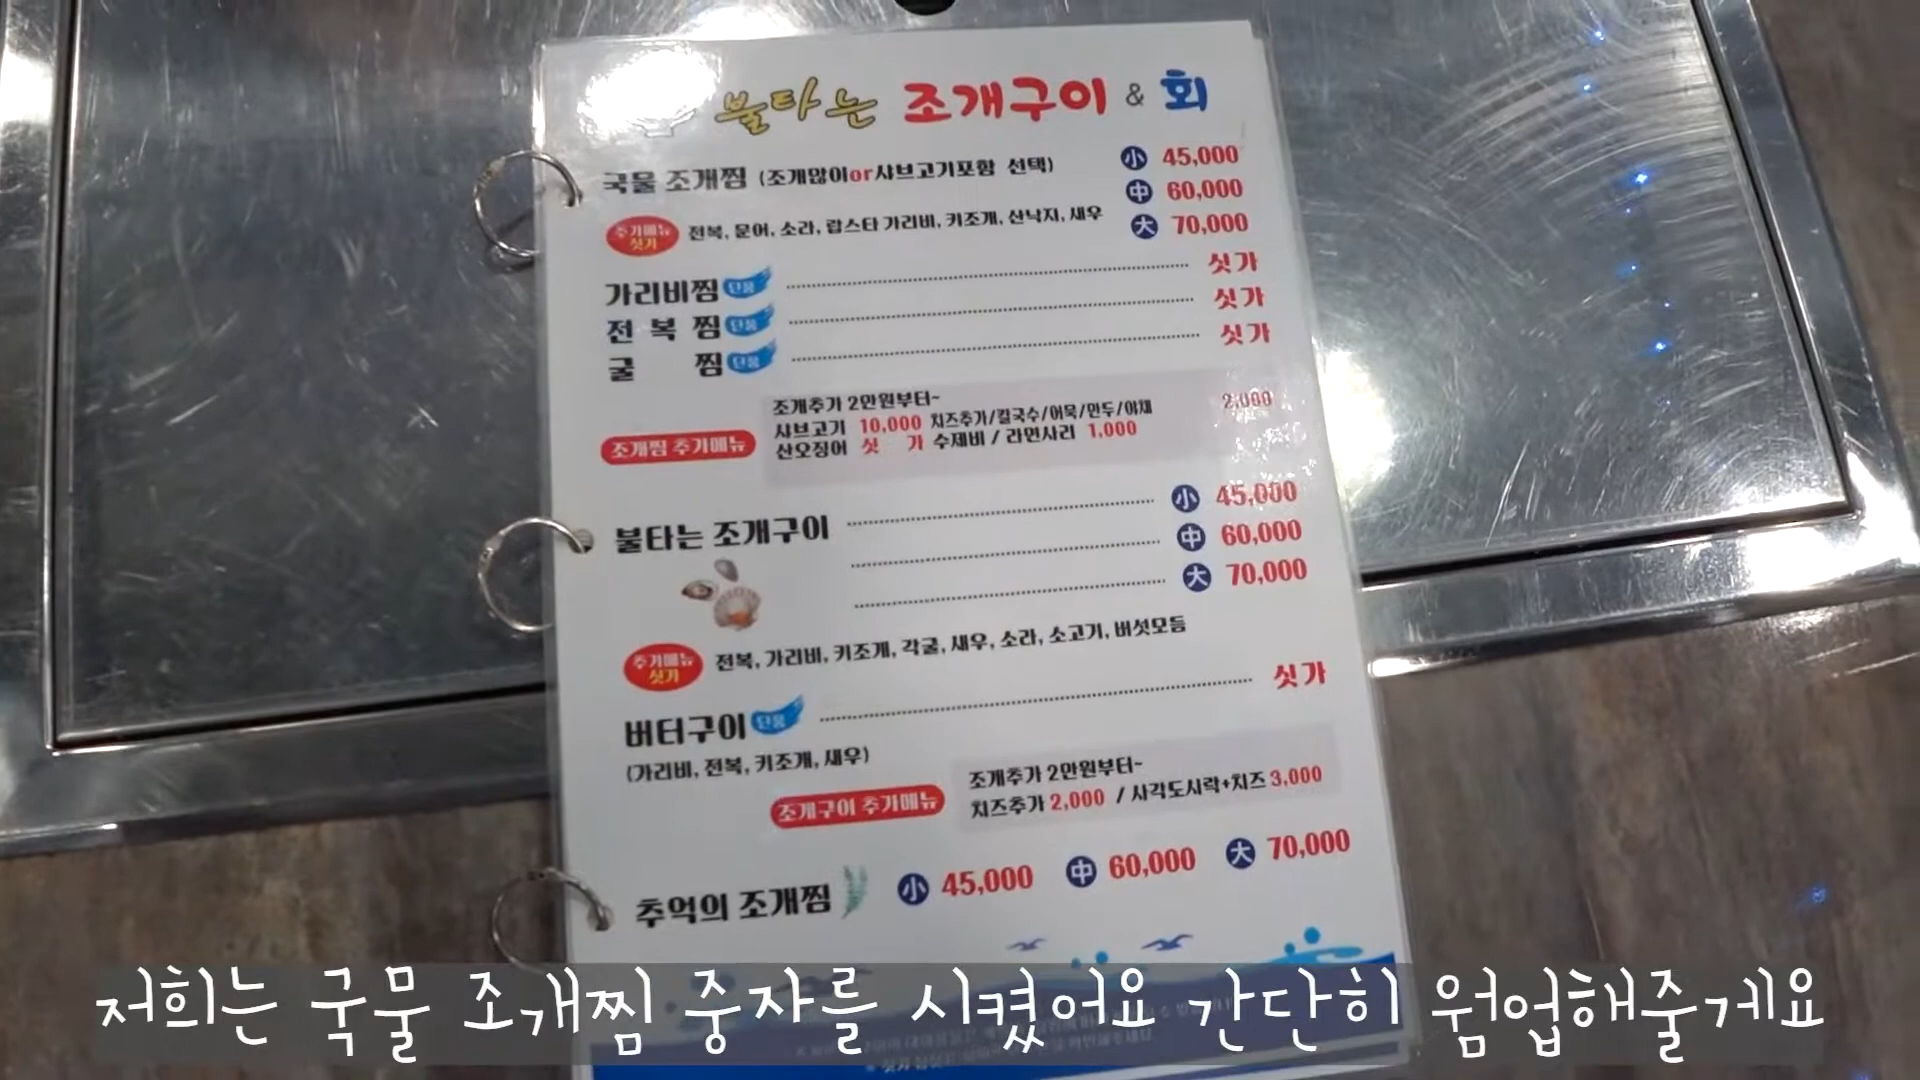 불타는 조개구이 & 회
국물 조개찜 (조개많이or샤브고기포함 선택) 小 45,000
中 60,000
추가메뉴 싯가 전복, 문어, 소라, 랍스타 가리비, 키조개, 산낙지, 새우 大 70,000
가리비찜 단품 싯가
전 복 찜 단품 싯가
굴 찜 단품 싯가
조개찜 추가메뉴
조개추가 2만원부터~
샤브고기 10,000 치즈추가/칼국수/어묵/만두/야채 2,000
산오징어 싯 가 수제비 / 라면사리 1,000
불타는 조개구이 小 45,000
中 60,000
大 70,000
추가메뉴 싯가 전복, 가리비, 키조개, 각굴, 새우, 소라, 소고기, 버섯모듬
버터구이 단품 싯가
(가리비, 전복, 키조개, 새우)
조개구이 추가메뉴
조개추가 2만원부터~
치즈추가 2,000 / 사각도시락+치즈 3,000
추억의 조개찜 小 45,000 中 60,000 大 70,000
저희는 국물 조개찜 중자를 시켰어요 간단히 웜업해줄게요